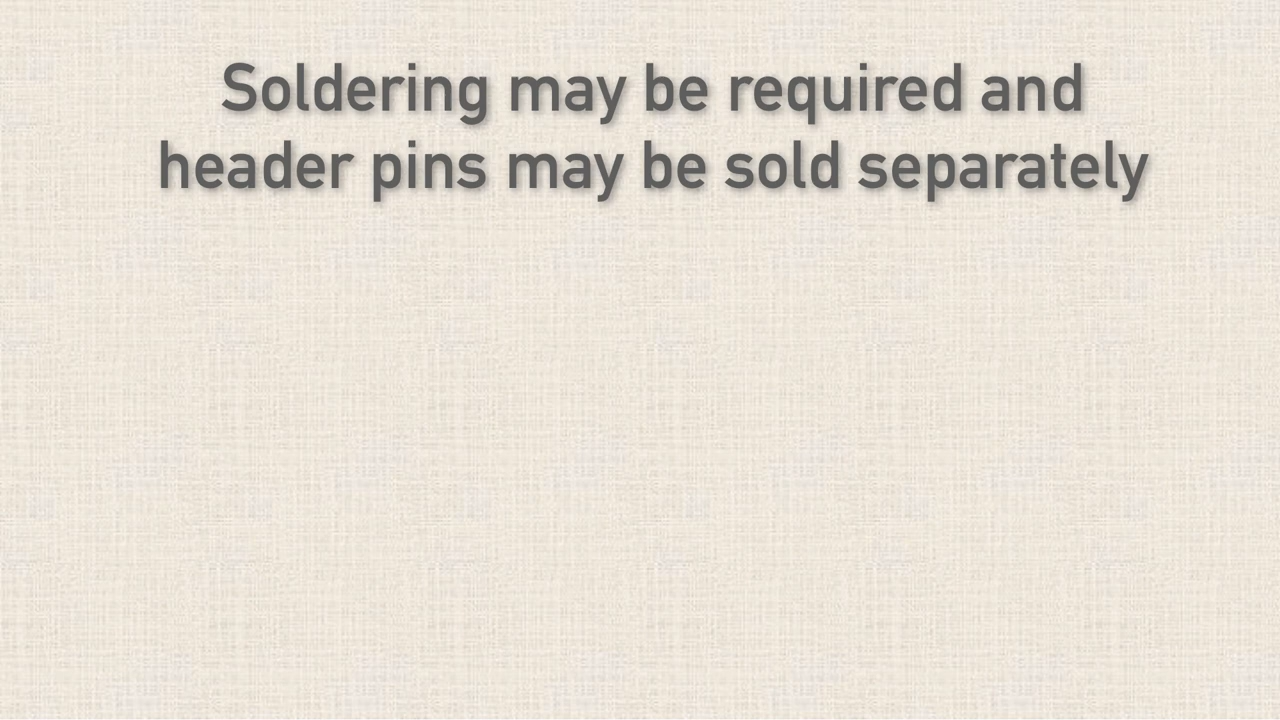 Soldering may be required and
header pins may be sold separately